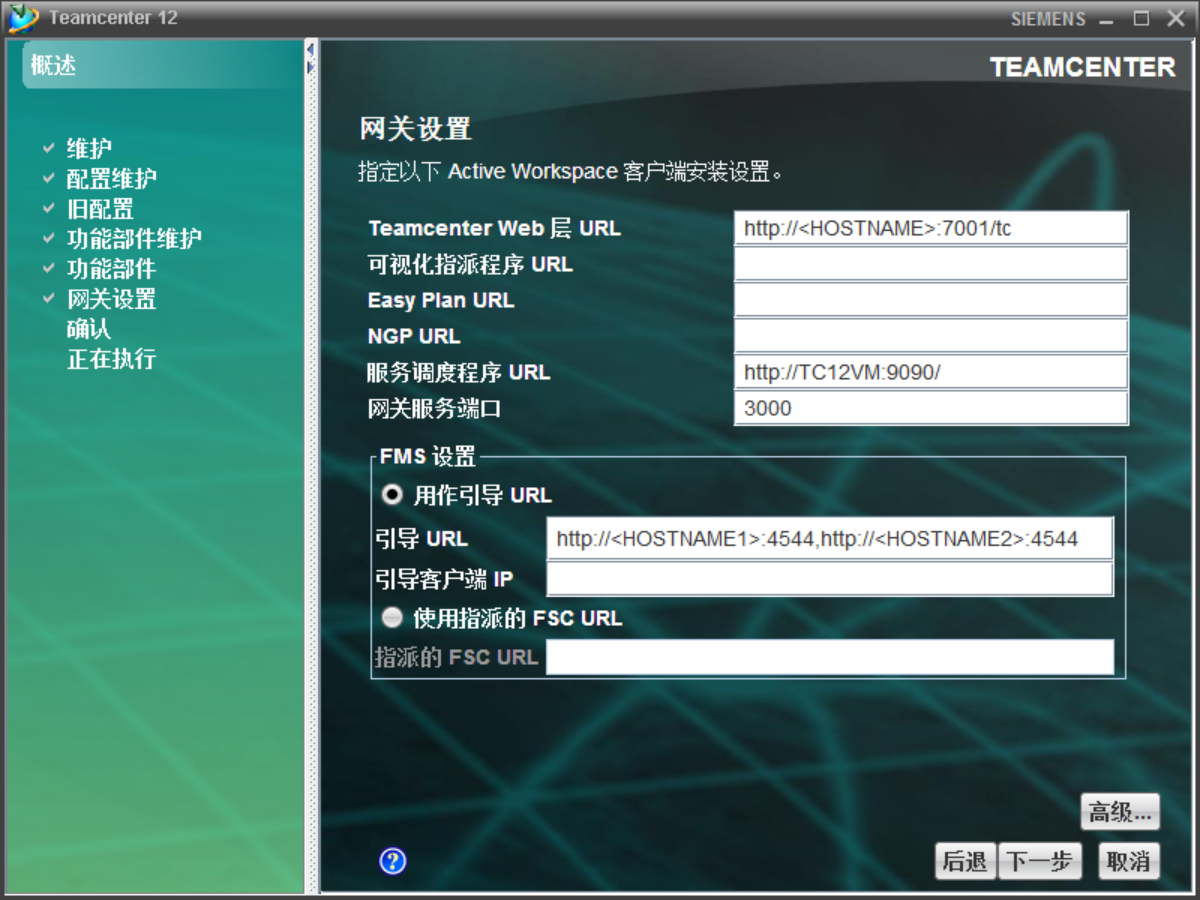 Teamcenter 12
SIEMENS
概述
TEAMCENTER
维护
配置维护
旧配置
功能部件维护
功能部件
网关设置
确认
正在执行
网关设置
指定以下 Active Workspace 客户端安装设置。
Teamcenter Web 层 URL http://<HOSTNAME>:7001/tc
可视化指派程序 URL
Easy Plan URL
NGP URL
服务调度程序 URL http://TC12VM:9090/
网关服务端口 3000
FMS 设置
用作引导 URL
引导 URL http://<HOSTNAME1>:4544,http://<HOSTNAME2>:4544
引导客户端 IP
使用指派的 FSC URL
指派的 FSC URL
高级...
?
后退 下一步 取消